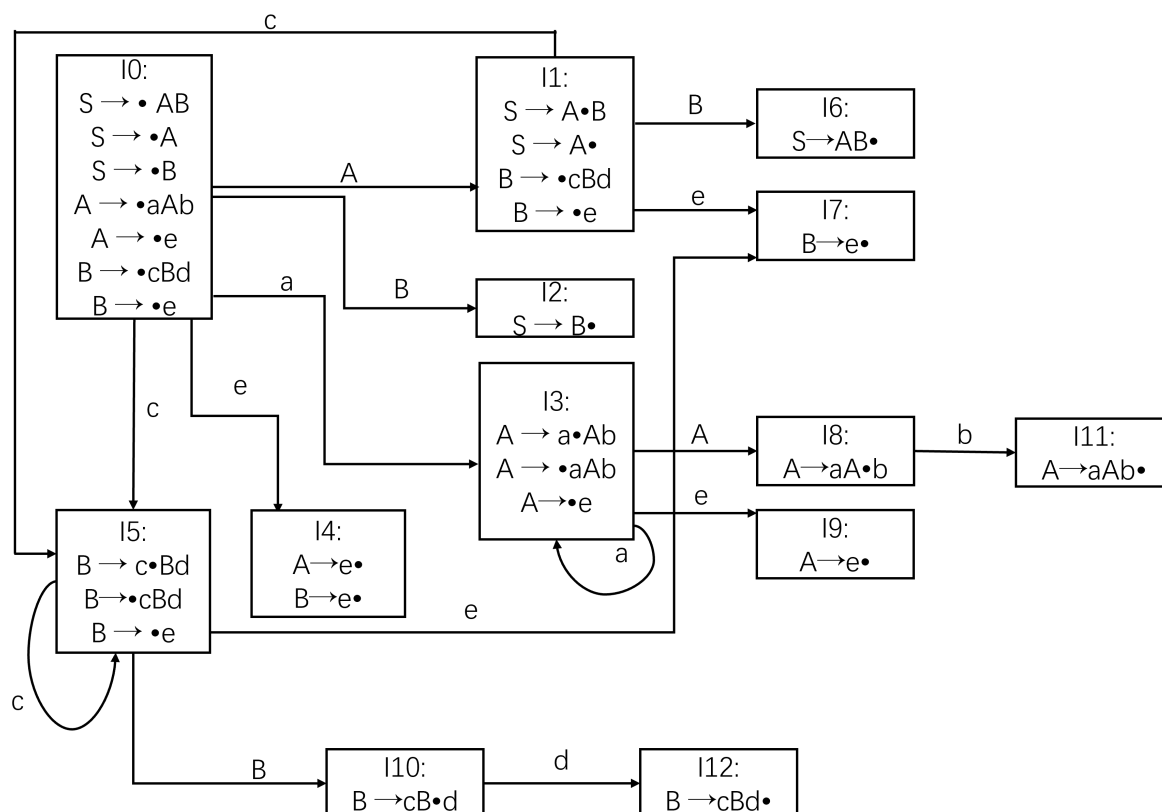 c
I0:
S → • AB
S → •A
S → •B
A → •aAb
A → •e
B → •cBd
B → •e
A
B
a
c
e
I1:
S → A•B
S → A•
B → •cBd
B → •e
B
e
I6:
S→AB•
I7:
B→e•
I2:
S → B•
I3:
A → a•Ab
A → •aAb
A→•e
A
e
a
I8:
A→aA•b
b
I11:
A→aAb•
I9:
A→e•
I5:
B → c•Bd
B→•cBd
B → •e
I4:
A→e•
B→e•
e
c
B
I10:
B →cB•d
d
I12:
B →cBd•